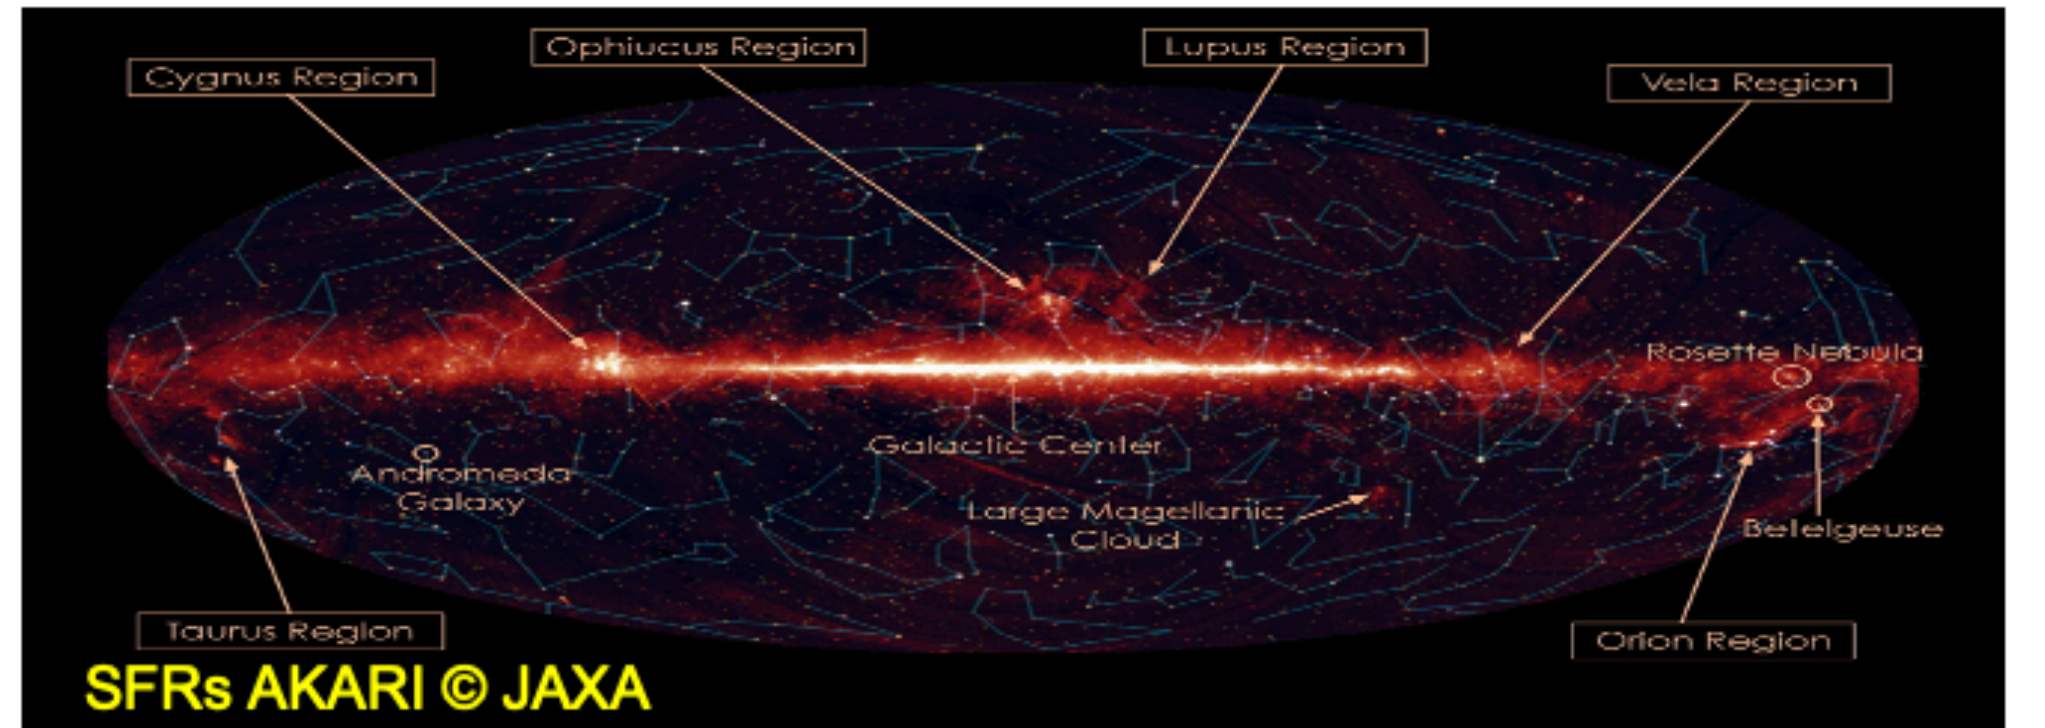 Ophiucus Region
Lupus Region
Cygnus Region
Vela Region
Rosette Nebula
Galactic Center
Andromeda
Galaxy
Large Magellanic
Cloud
Betelgeuse
Taurus Region
Orion Region
SFRs AKARI © JAXA